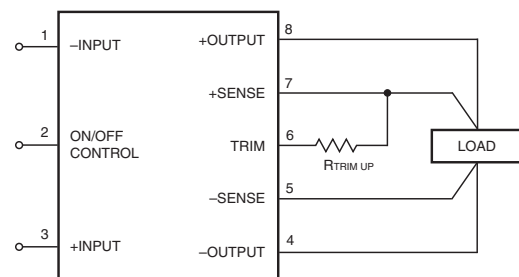 1
–INPUT
2
ON/OFF
CONTROL
3
+INPUT
+OUTPUT
8
+SENSE
7
TRIM
6
RTRIM UP
–SENSE
5
–OUTPUT
4
LOAD